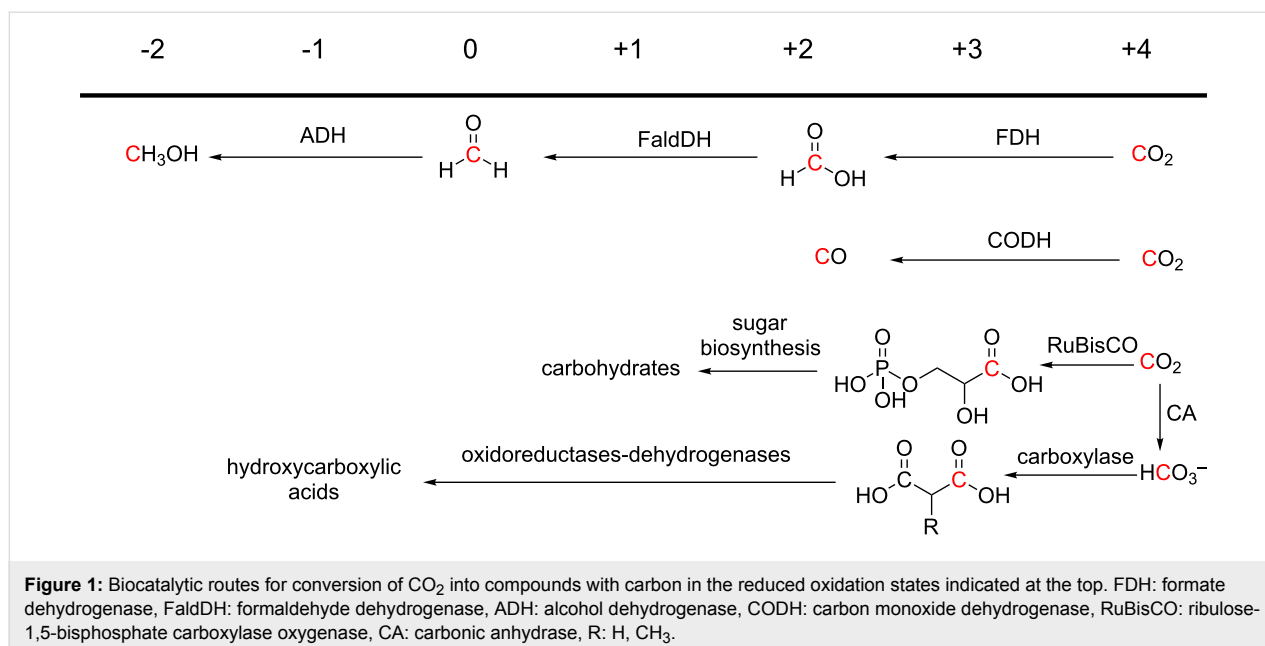 -2 -1 0 +1 +2 +3 +4
CH₃OH ADH O H H FaldDH O H OH FDH CO₂
CO CODH CO₂
carbohydrates sugar
biosynthesis O HO P O OH OH O OH RuBisCO CO₂
CA
hydroxycarboxylic
acids oxidoreductases-dehydrogenases O O HO OH R carboxylase HCO₃⁻
Figure 1: Biocatalytic routes for conversion of CO₂ into compounds with carbon in the reduced oxidation states indicated at the top. FDH: formate
dehydrogenase, FaldDH: formaldehyde dehydrogenase, ADH: alcohol dehydrogenase, CODH: carbon monoxide dehydrogenase, RuBisCO: ribulose-
1,5-bisphosphate carboxylase oxygenase, CA: carbonic anhydrase, R: H, CH₃.